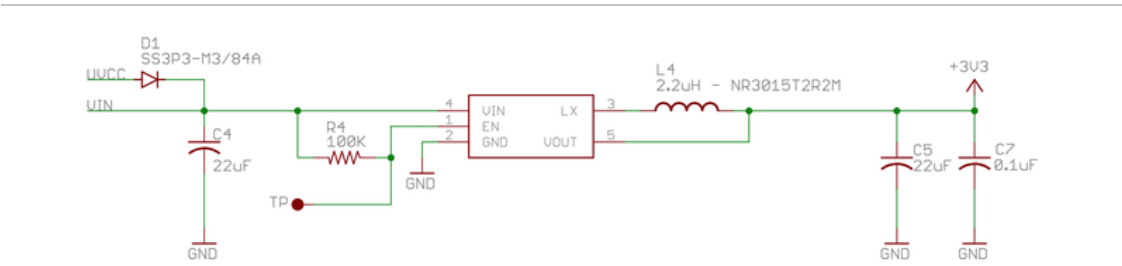 D1
SS3P3-M3/84A
UVCC
VIN
C4
22uF
GND
R4
100K
TP
4
1
2
VIN
EN
GND
LX
VOUT
3
5
GND
L4
2.2uH - NR3015T2R2M
+3V3
C5
22uF
GND
C7
0.1uF
GND